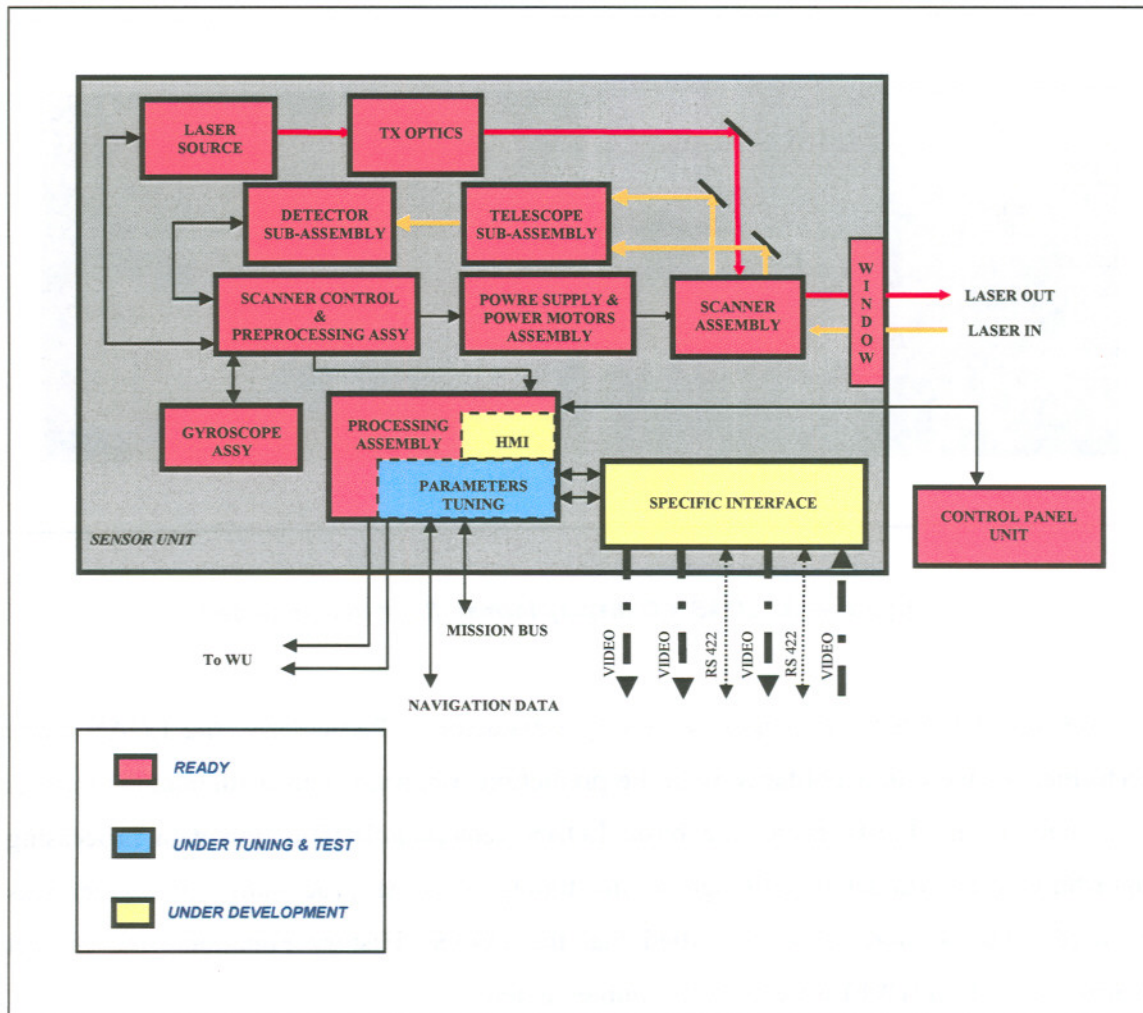 LASER
SOURCE
TX OPTICS
DETECTOR
SUB-ASSEMBLY
TELESCOPE
SUB-ASSEMBLY
SCANNER CONTROL
&
PREPROCESSING ASSY
POWRE SUPPLY &
POWER MOTORS
ASSEMBLY
SCANNER
ASSEMBLY
WINDOW
LASER OUT
LASER IN
GYROSCOPE
ASSY
PROCESSING
ASSEMBLY
HMI
PARAMETERS
TUNING
SPECIFIC INTERFACE
CONTROL PANEL
UNIT
SENSOR UNIT
To WU
MISSION BUS
NAVIGATION DATA
VIDEO
VIDEO
RS 422
VIDEO
RS 422
VIDEO
READY
UNDER TUNING & TEST
UNDER DEVELOPMENT